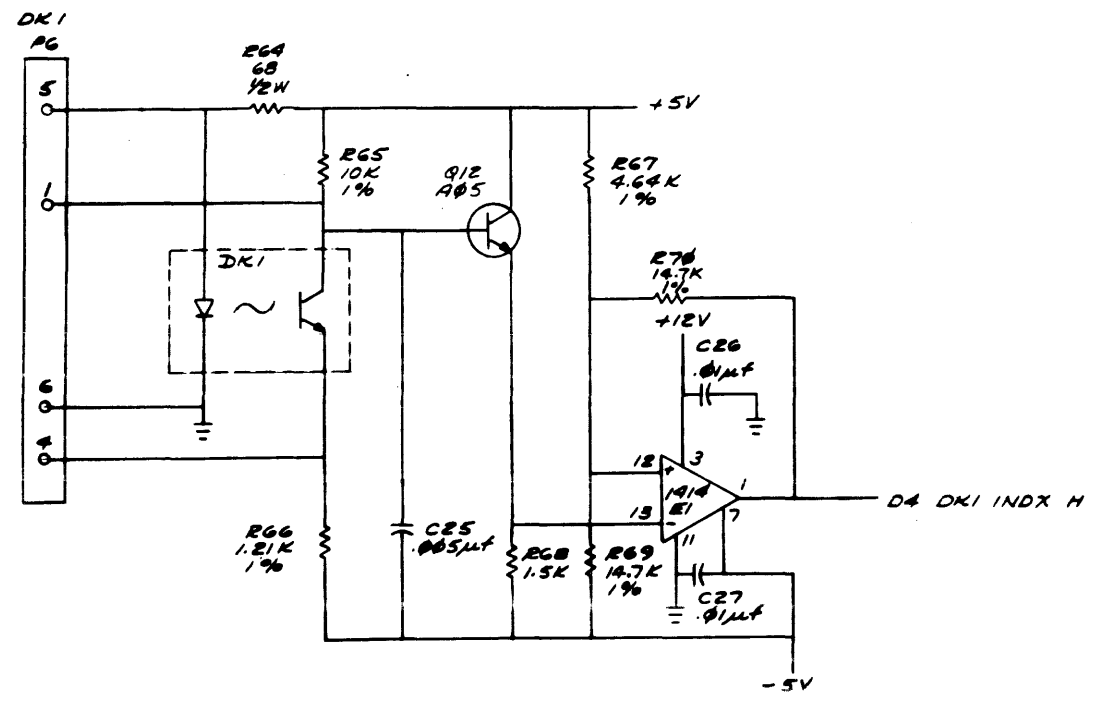 DK1
P6
5
1
6
4
R64
68
1/2W
+5V
R65
10K
1%
Q12
AØ5
R67
4.64K
1%
DK1
R7Ø
14.7K
1%
+12V
C26
.Ø1µf
12
+
3
1414
E1
1
13
-
7
11
D4 DK1 INDX H
R66
1.21K
1%
C25
.ØØ5µf
R68
1.5K
R69
14.7K
1%
C27
.Ø1µf
-5V